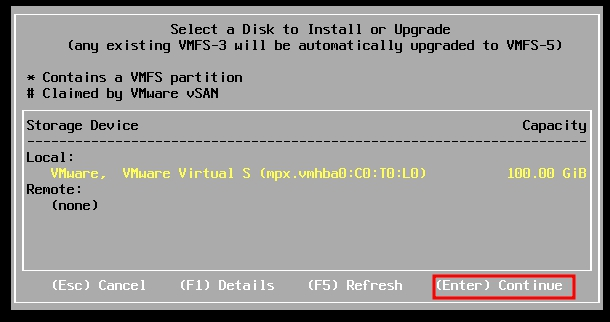 Select a Disk to Install or Upgrade
(any existing VMFS-3 will be automatically upgraded to VMFS-5)
* Contains a VMFS partition
# Claimed by VMware vSAN
Storage Device Capacity
Local:
VMware, VMware Virtual S (mpx.vmhba0:C0:T0:L0) 100.00 GiB
Remote:
(none)
(Esc) Cancel (F1) Details (F5) Refresh (Enter) Continue